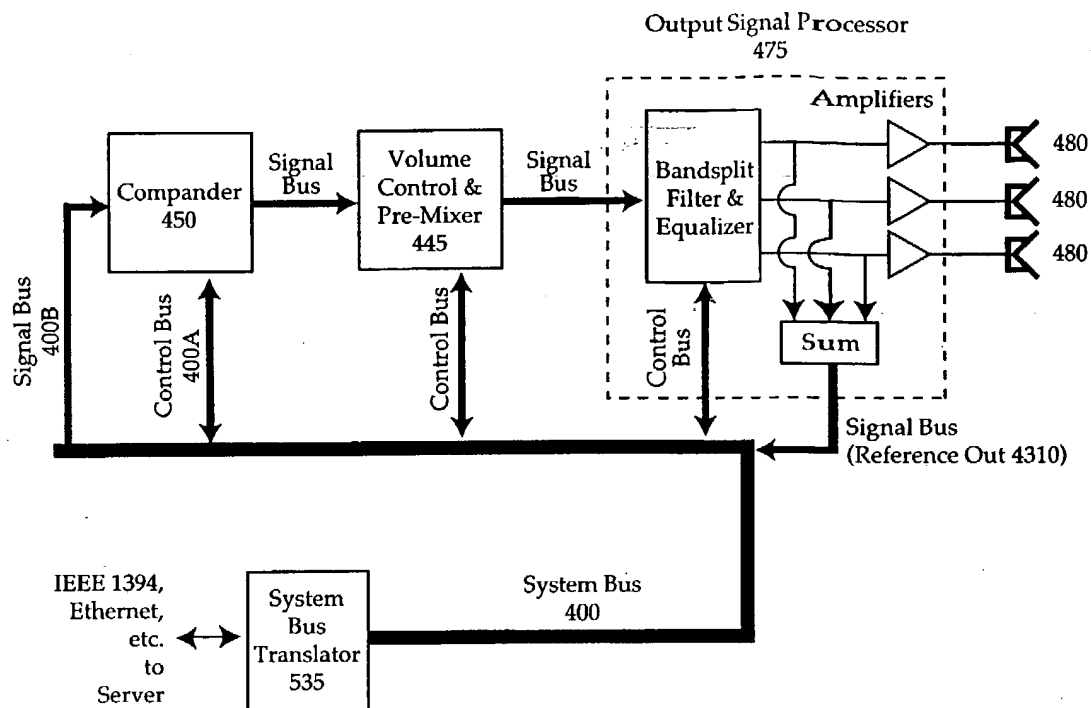 Output Signal Processor
475
Amplifiers
Compander
450
Signal
Bus
Volume
Control &
Pre-Mixer
445
Signal
Bus
Bandsplit
Filter &
Equalizer
480
480
480
Sum
Signal Bus
400B
Control Bus
400A
Control Bus
Control
Bus
Signal Bus
(Reference Out 4310)
IEEE 1394,
Ethernet,
etc.
to
Server
System
Bus
Translator
535
System Bus
400